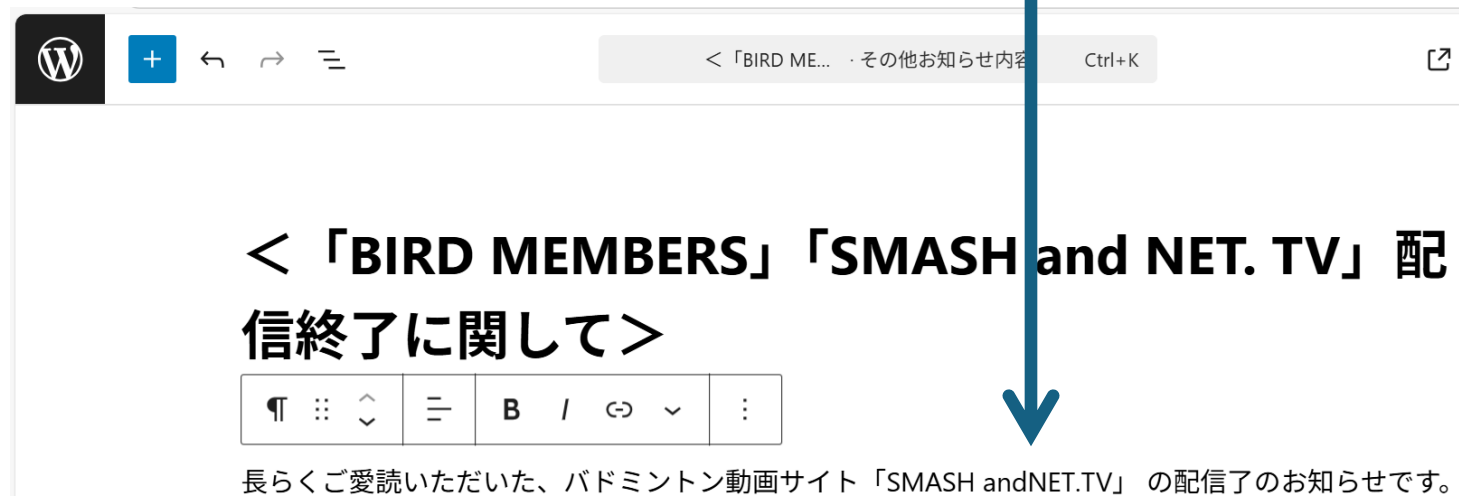 ＜「BIRD ME... · その他お知らせ内容 Ctrl+K
＜「BIRD MEMBERS」「SMASH and NET. TV」配
信終了に関して＞
B I
長らくご愛読いただいた、バドミントン動画サイト「SMASH andNET.TV」 の配信了のお知らせです。